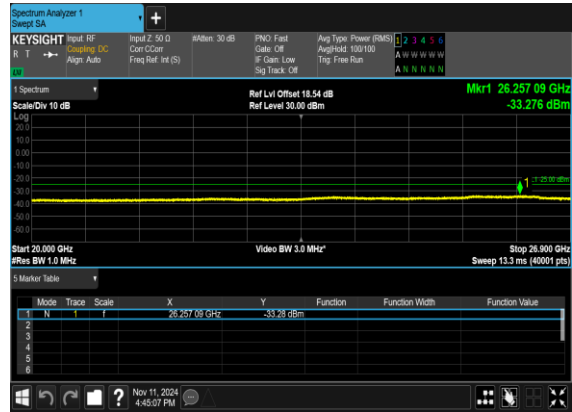 Spectrum Analyzer 1
Swept SA
+
KEYSIGHT Input: RF Input Z: 50 Ω #Atten: 30 dB PNO: Fast Avg Type: Power (RMS) 1 2 3 4 5 6
R T Coupling: DC Corr CCorr Gate: Off Avg|Hold: 100/100 A W W W W W
Align: Auto Freq Ref: Int (S) IF Gain: Low Trig: Free Run
Sig Track: Off A N N N N N
1 Spectrum Ref Lvl Offset 18.54 dB Mkr1 26.257 09 GHz
Scale/Div 10 dB Ref Level 30.00 dBm -33.276 dBm
Log
20.0
10.0
0.00
-10.0
-20.0
-30.0
-40.0
-50.0
-60.0
1
Start 20.000 GHz Video BW 3.0 MHz* Stop 26.900 GHz
#Res BW 1.0 MHz Sweep 13.3 ms (40001 pts)
5 Marker Table
Mode Trace Scale X Y Function Function Width Function Value
1 N 1 f 26.257 09 GHz -33.28 dBm
2
3
4
5
6
? Nov 11, 2024
4:45:07 PM